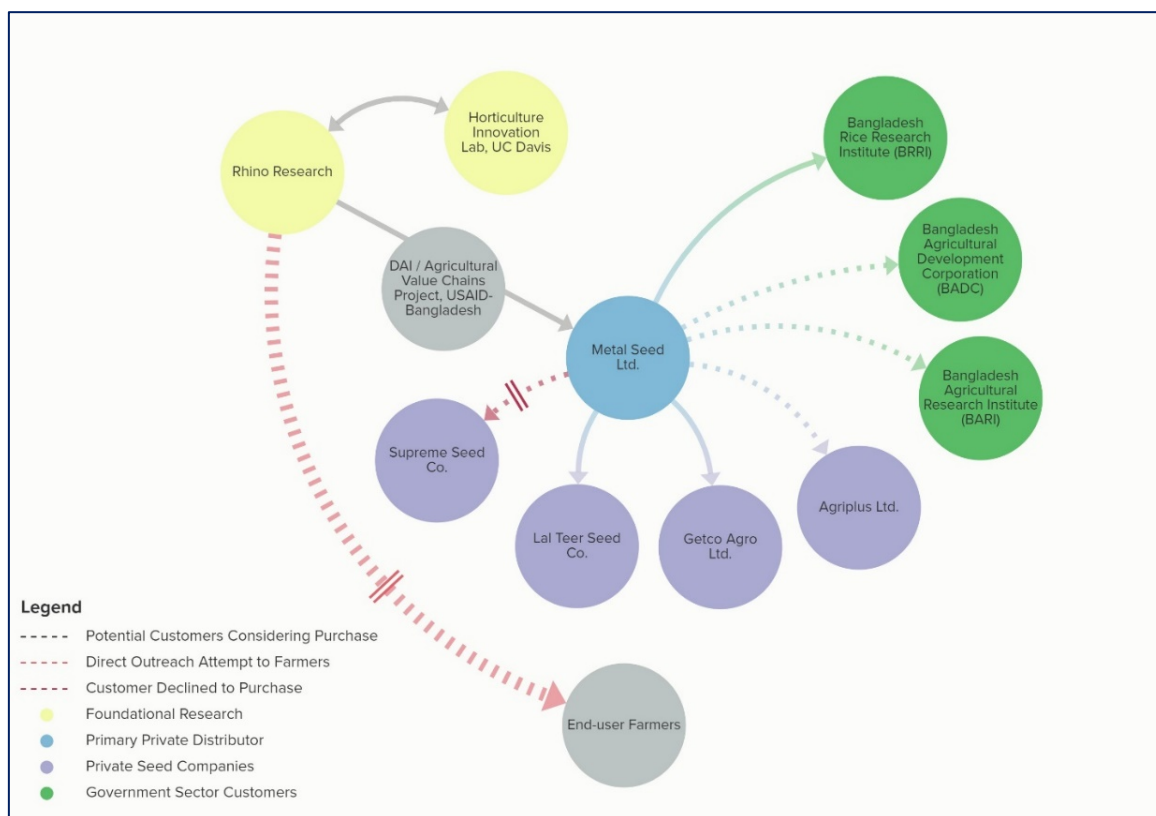 Horticulture
Innovation
Lab, UC Davis
Rhino Research
Bangladesh
Rice Research
Institute (BRRI)
DAI / Agricultural
Value Chains
Project, USAID-
Bangladesh
Bangladesh
Agricultural
Development
Corporation
(BADC)
Metal Seed
Ltd.
Bangladesh
Agricultural
Research Institute
(BARI)
Supreme Seed
Co.
Lal Teer Seed
Co.
Getco Agro
Ltd.
Agriplus Ltd.
End-user Farmers
Legend
Potential Customers Considering Purchase
Direct Outreach Attempt to Farmers
Customer Declined to Purchase
Foundational Research
Primary Private Distributor
Private Seed Companies
Government Sector Customers